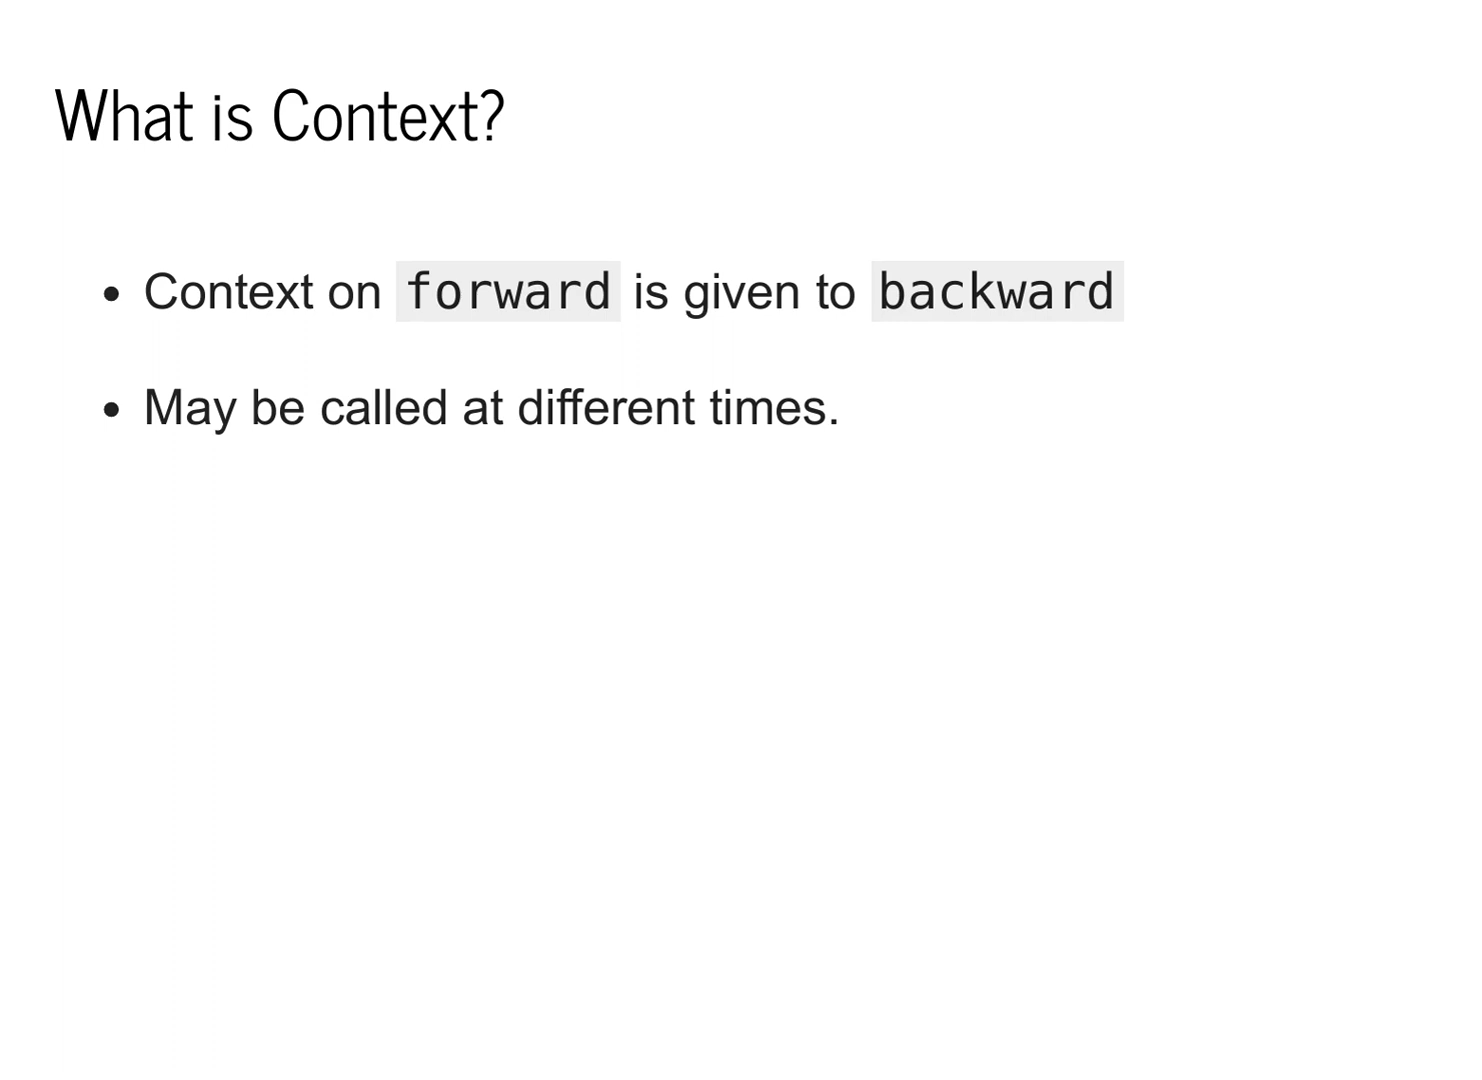 What is Context?
• Context on forward is given to backward
• May be called at different times.